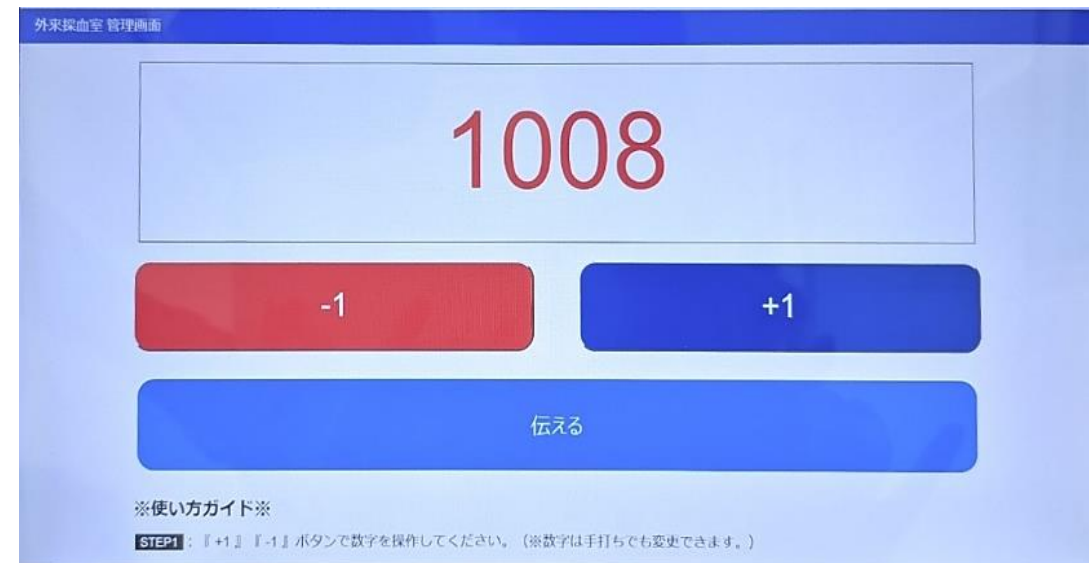 外来採血室 管理画面
1008
-1
+1
伝える
※使い方ガイド※
STEP1 : 『 +1 』『 -1 』ボタンで数字を操作してください。（※数字は手打ちでも変更できます。）